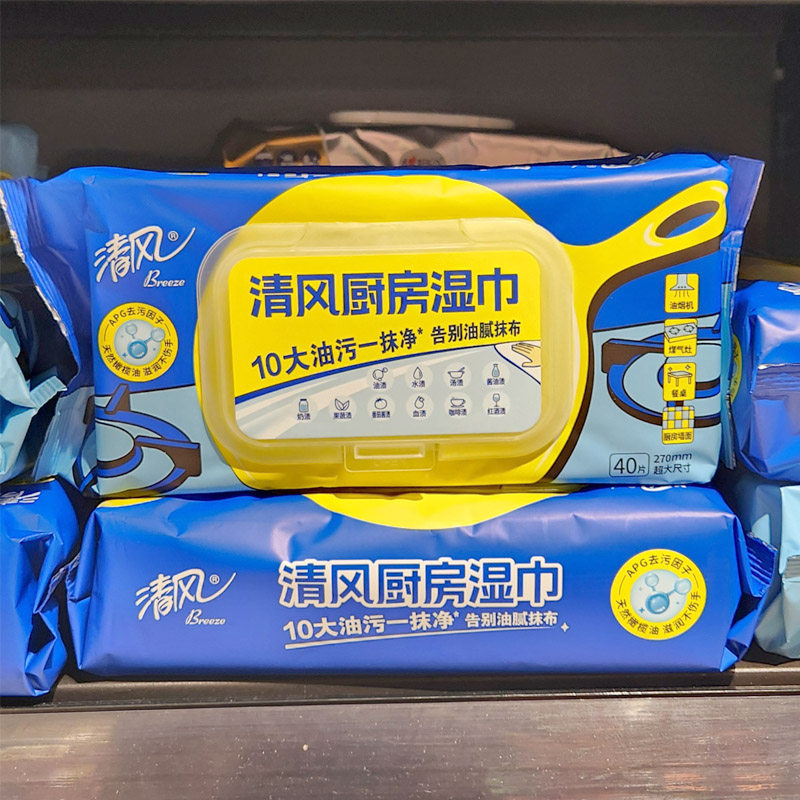 清风®
Breeze
APG去污因子
天然橄榄油 滋润不伤手
清风厨房湿巾
10大油污一抹净* 告别油腻抹布
油渍 水渍 汤渍 酱油渍
奶渍 果蔬渍 番茄酱渍 血渍 咖啡渍 红酒渍
油烟机
煤气灶
餐桌
厨房墙面
40片 270mm
超大尺寸
清风
Breeze
清风厨房湿巾
10大油污一抹净* 告别油腻抹布
APG去污因子
天然橄榄油 滋润不伤手